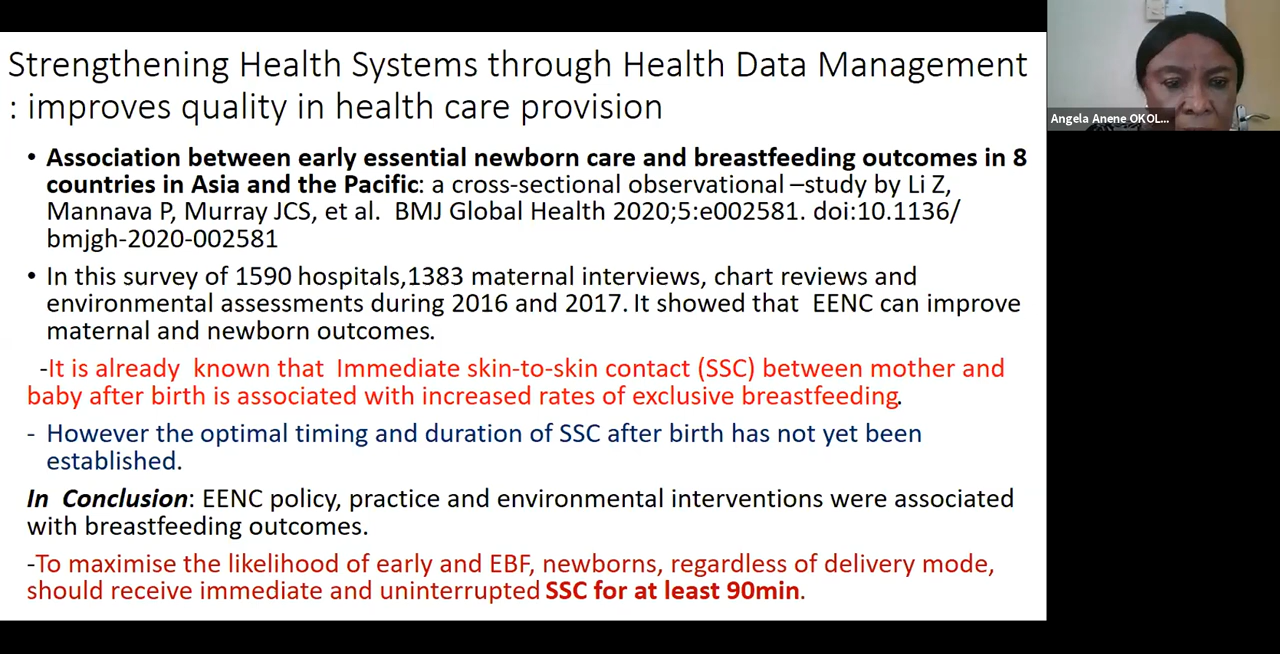 Strengthening Health Systems through Health Data Management
: improves quality in health care provision
• Association between early essential newborn care and breastfeeding outcomes in 8
countries in Asia and the Pacific: a cross-sectional observational –study by Li Z,
Mannava P, Murray JCS, et al. BMJ Global Health 2020;5:e002581. doi:10.1136/
bmjgh-2020-002581
• In this survey of 1590 hospitals,1383 maternal interviews, chart reviews and
environmental assessments during 2016 and 2017. It showed that EENC can improve
maternal and newborn outcomes.
-It is already known that Immediate skin-to-skin contact (SSC) between mother and
baby after birth is associated with increased rates of exclusive breastfeeding.
- However the optimal timing and duration of SSC after birth has not yet been
established.
In Conclusion: EENC policy, practice and environmental interventions were associated
with breastfeeding outcomes.
-To maximise the likelihood of early and EBF, newborns, regardless of delivery mode,
should receive immediate and uninterrupted SSC for at least 90min.
Angela Anene OKOL...